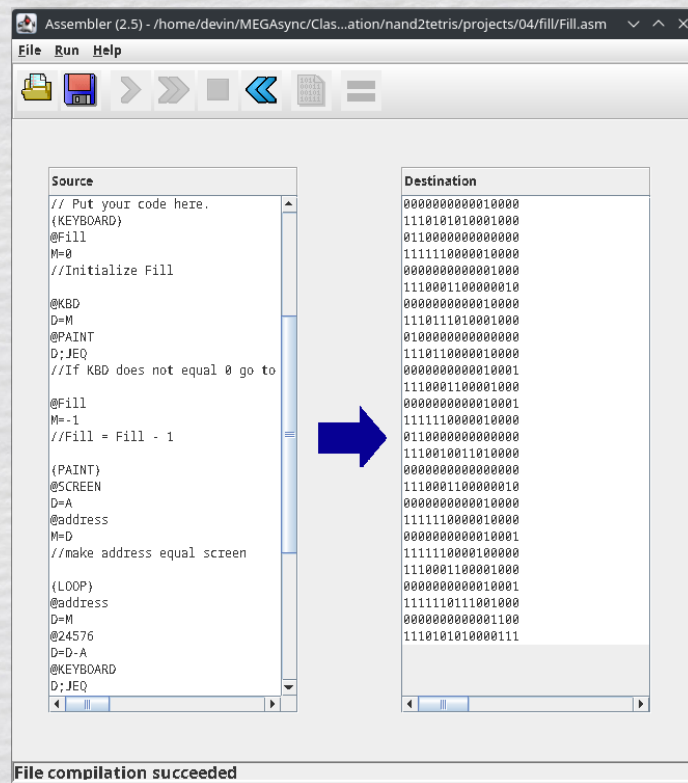 Assembler (2.5) - /home/devin/MEGAsync/Clas...ation/nand2tetris/projects/04/fill/Fill.asm
File Run Help
Source
// Put your code here.
(KEYBOARD)
@Fill
M=0
//Initialize Fill
@KBD
D=M
@PAINT
D;JEQ
//If KBD does not equal 0 go to
@Fill
M=-1
//Fill = Fill - 1
(PAINT)
@SCREEN
D=A
@address
M=D
//make address equal screen
(LOOP)
@address
D=M
@24576
D=D-A
@KEYBOARD
D;JEQ
Destination
0000000000010000
1110101010001000
0110000000000000
1111110000010000
0000000000001000
1110001100000010
0000000000010000
1110111010001000
0100000000000000
1110110000010000
0000000000010001
1110001100001000
0000000000010001
1111110000010000
0110000000000000
1110010011010000
0000000000000000
1110001100000010
0000000000010000
1111110000010000
0000000000010001
1111110000100000
1110001100001000
0000000000010001
1111110111001000
0000000000001100
1110101010000111
File compilation succeeded